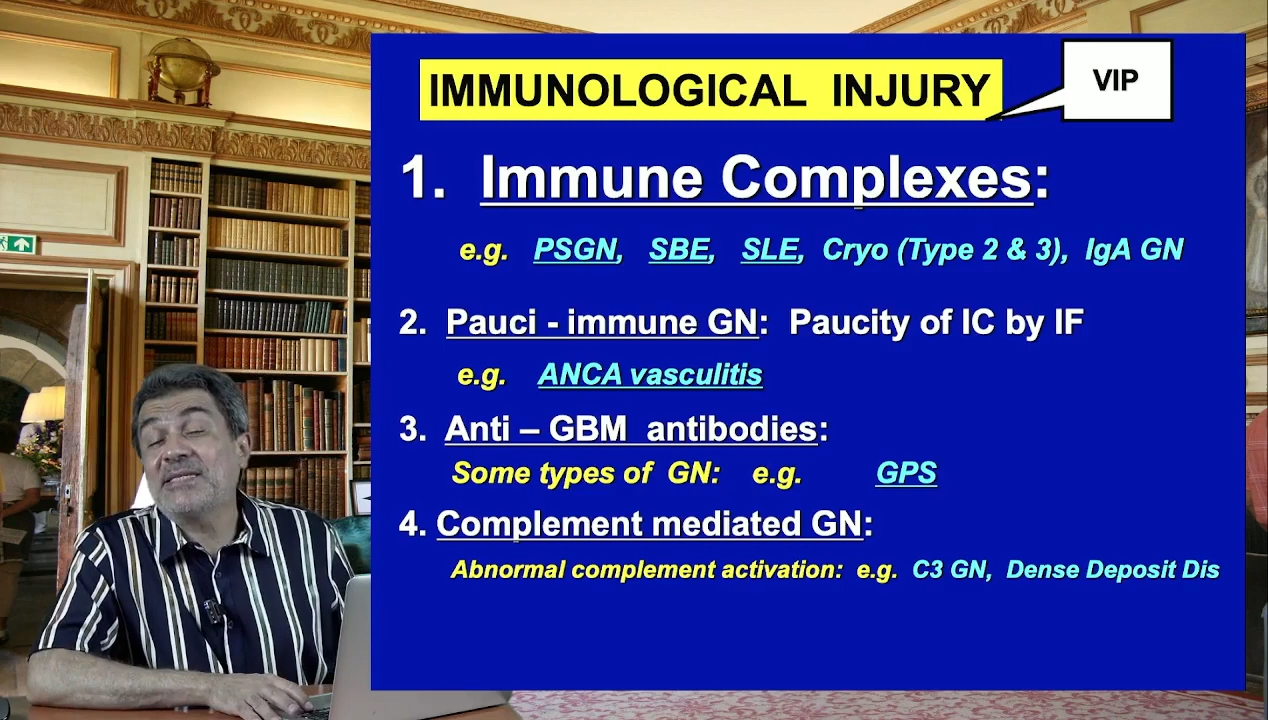 IMMUNOLOGICAL INJURY
VIP
1. Immune Complexes:
e.g. PSGN, SBE, SLE, Cryo (Type 2 & 3), IgA GN
2. Pauci - immune GN: Paucity of IC by IF
e.g. ANCA vasculitis
3. Anti – GBM antibodies:
Some types of GN: e.g. GPS
4. Complement mediated GN:
Abnormal complement activation: e.g. C3 GN, Dense Deposit Dis